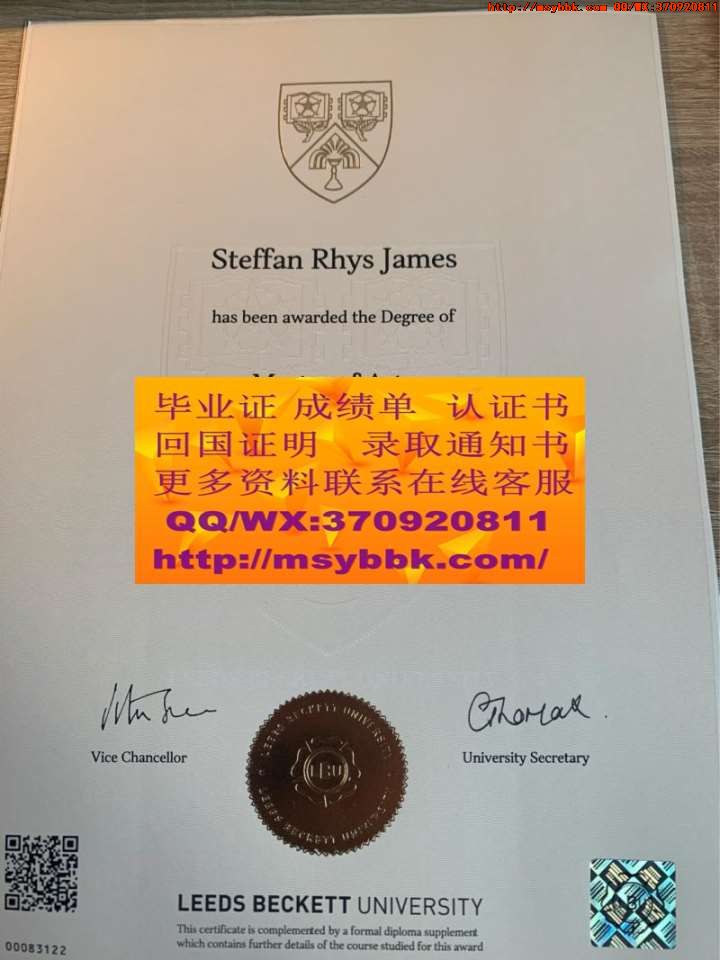 http://msybbk.com QQ/WX:370920811
Steffan Rhys James
has been awarded the Degree of
毕业证 成绩单 认证书
回国证明 录取通知书
更多资料联系在线客服
QQ/WX:370920811
http://msybbk.com/
Vice Chancellor
University Secretary
LEEDS BECKETT UNIVERSITY
LBU
LEEDS BECKETT UNIVERSITY
This certificate is complemented by a formal diploma supplement
which contains further details of the course studied for this award
00083122